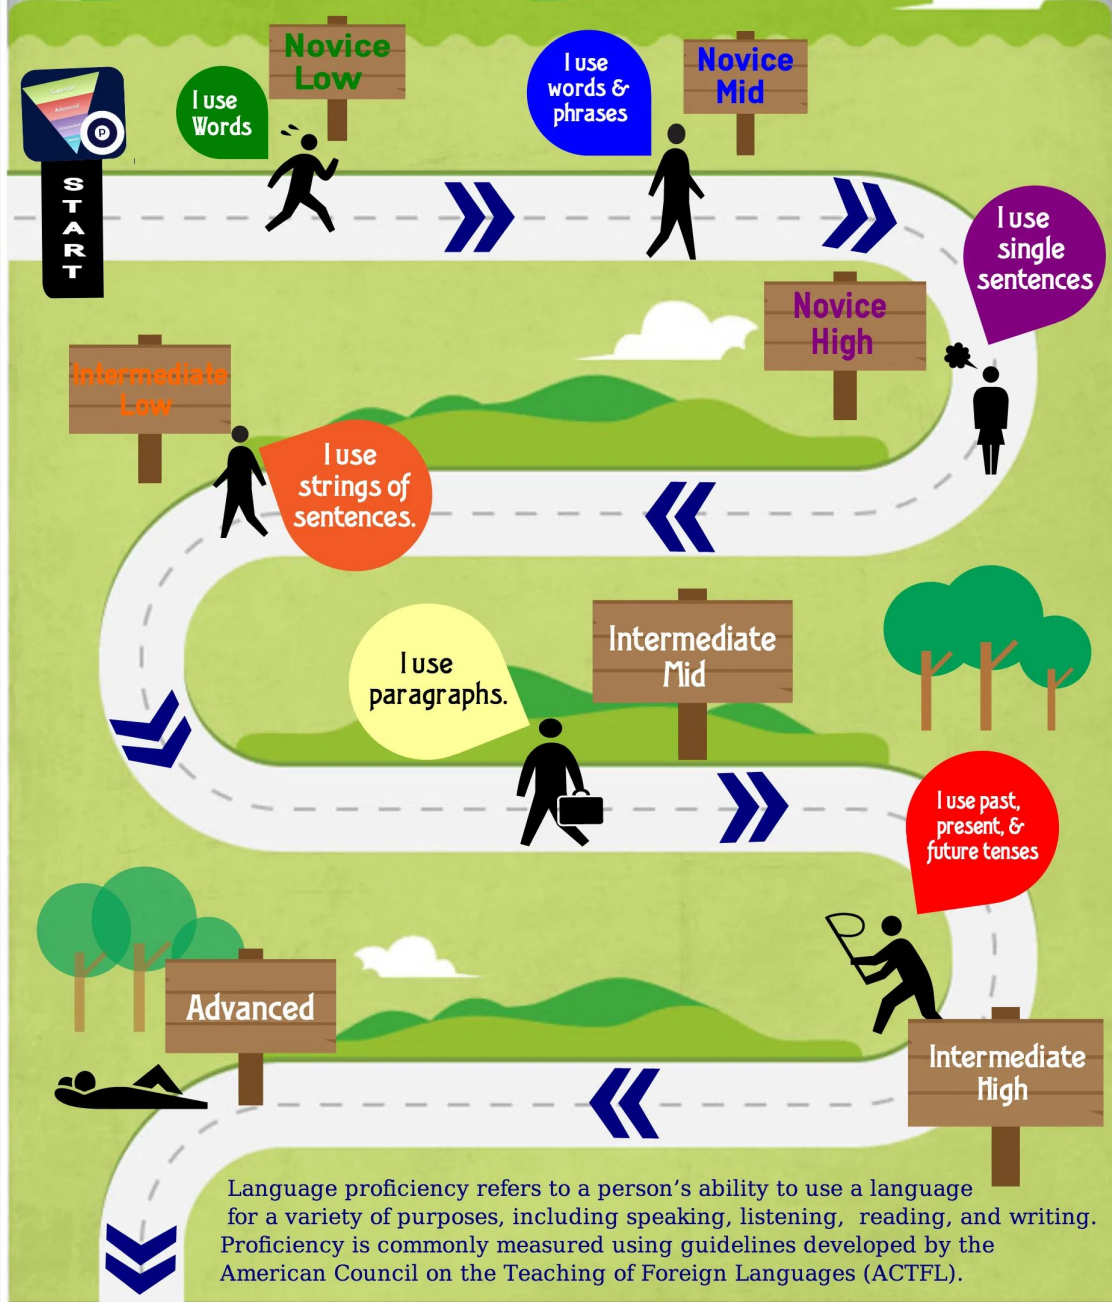 Novice
Low
I use
Words
I use
words &
phrases
Novice
Mid
Advanced
P
START
I use
single
sentences
Novice
High
Intermediate
Low
I use
strings of
sentences.
Intermediate
Mid
I use
paragraphs.
I use past,
present, &
future tenses
Advanced
Intermediate
High
Language proficiency refers to a person’s ability to use a language
for a variety of purposes, including speaking, listening, reading, and writing.
Proficiency is commonly measured using guidelines developed by the
American Council on the Teaching of Foreign Languages (ACTFL).